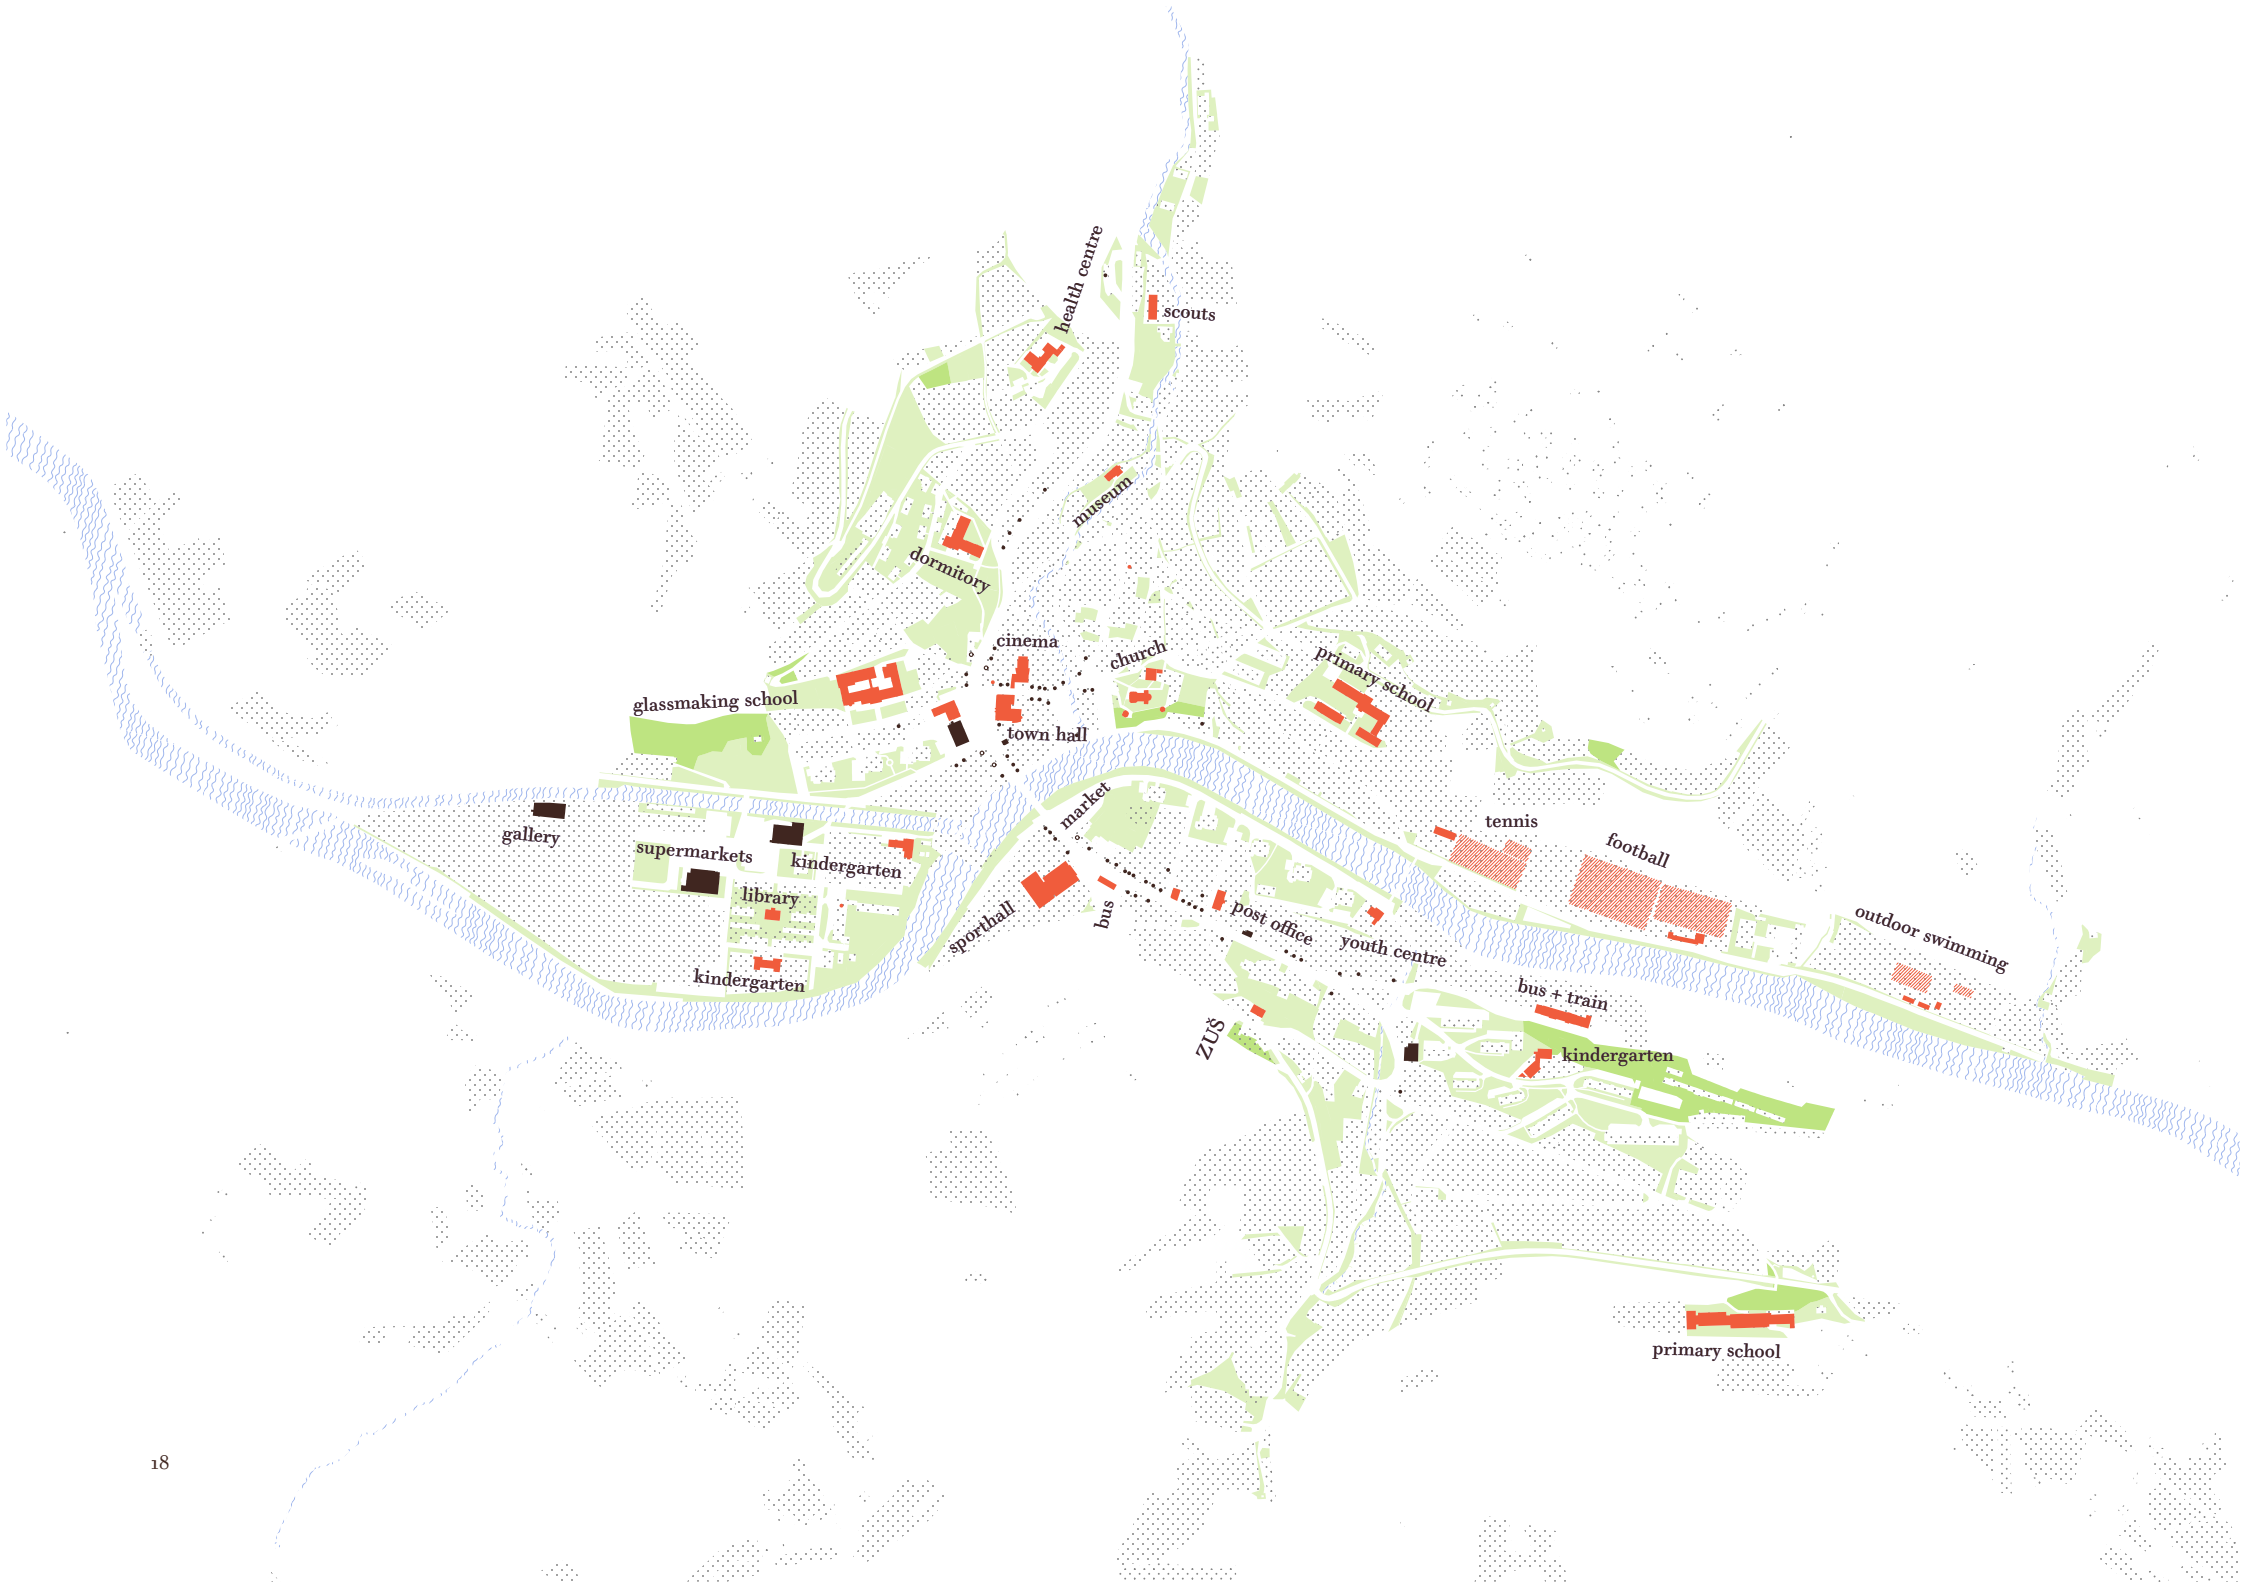 health centre
scouts
museum
dormitory
cinema
church
primary school
glassmaking school
town hall
market
tennis
football
gallery
supermarkets
kindergarten
library
sporthall
bus
post office
youth centre
outdoor swimming
kindergarten
bus + train
ZUŠ
kindergarten
primary school
18